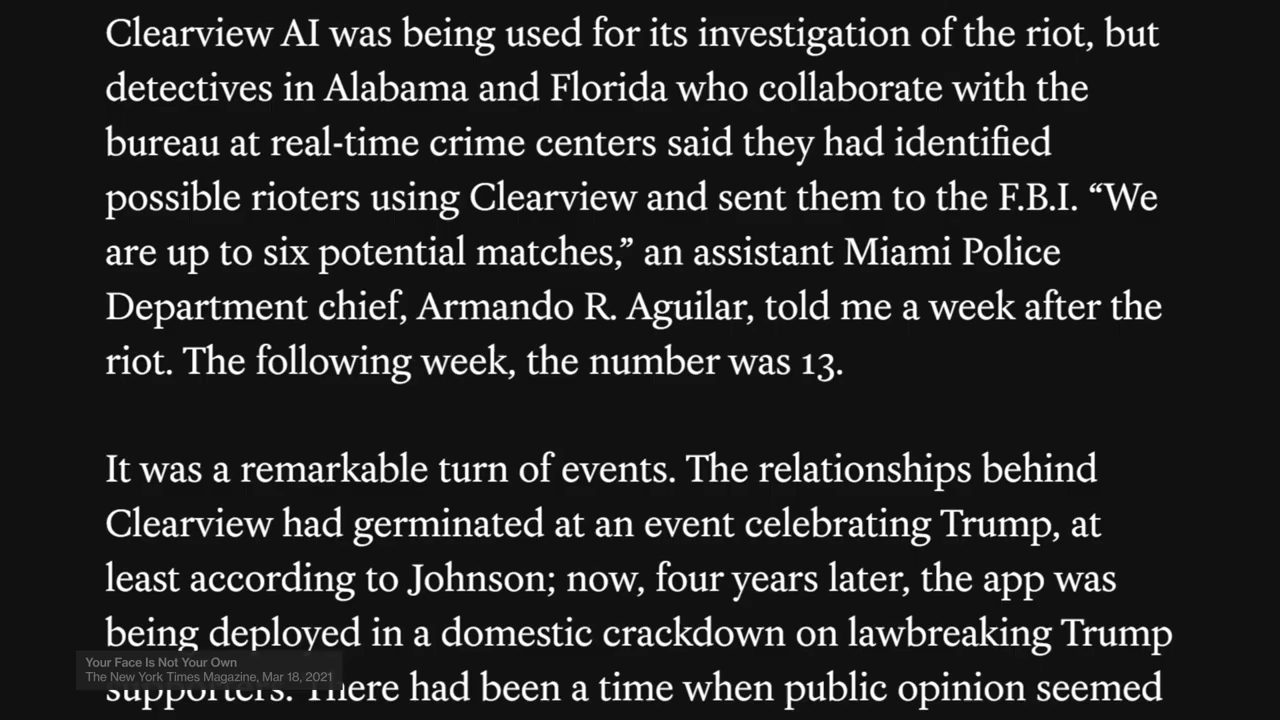 Clearview AI was being used for its investigation of the riot, but
detectives in Alabama and Florida who collaborate with the
bureau at real-time crime centers said they had identified
possible rioters using Clearview and sent them to the F.B.I. “We
are up to six potential matches,” an assistant Miami Police
Department chief, Armando R. Aguilar, told me a week after the
riot. The following week, the number was 13.
It was a remarkable turn of events. The relationships behind
Clearview had germinated at an event celebrating Trump, at
least according to Johnson; now, four years later, the app was
being deployed in a domestic crackdown on lawbreaking Trump
supporters. There had been a time when public opinion seemed
Your Face Is Not Your Own
The New York Times Magazine, Mar 18, 2021